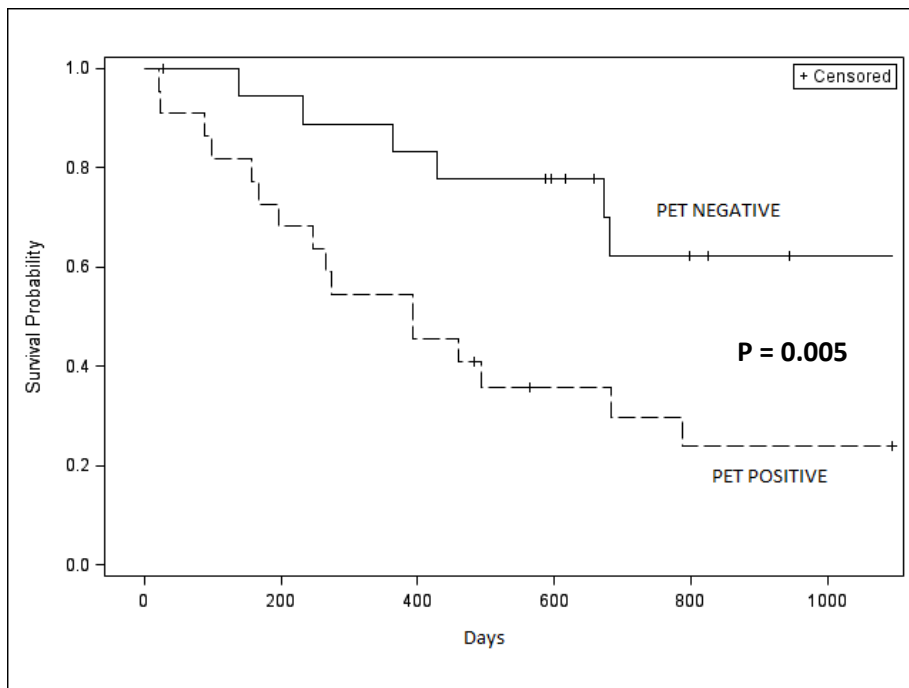 + Censored
1.0
0.8
0.6
0.4
0.2
0.0
Survival Probability
PET NEGATIVE
P = 0.005
PET POSITIVE
0 200 400 600 800 1000
Days